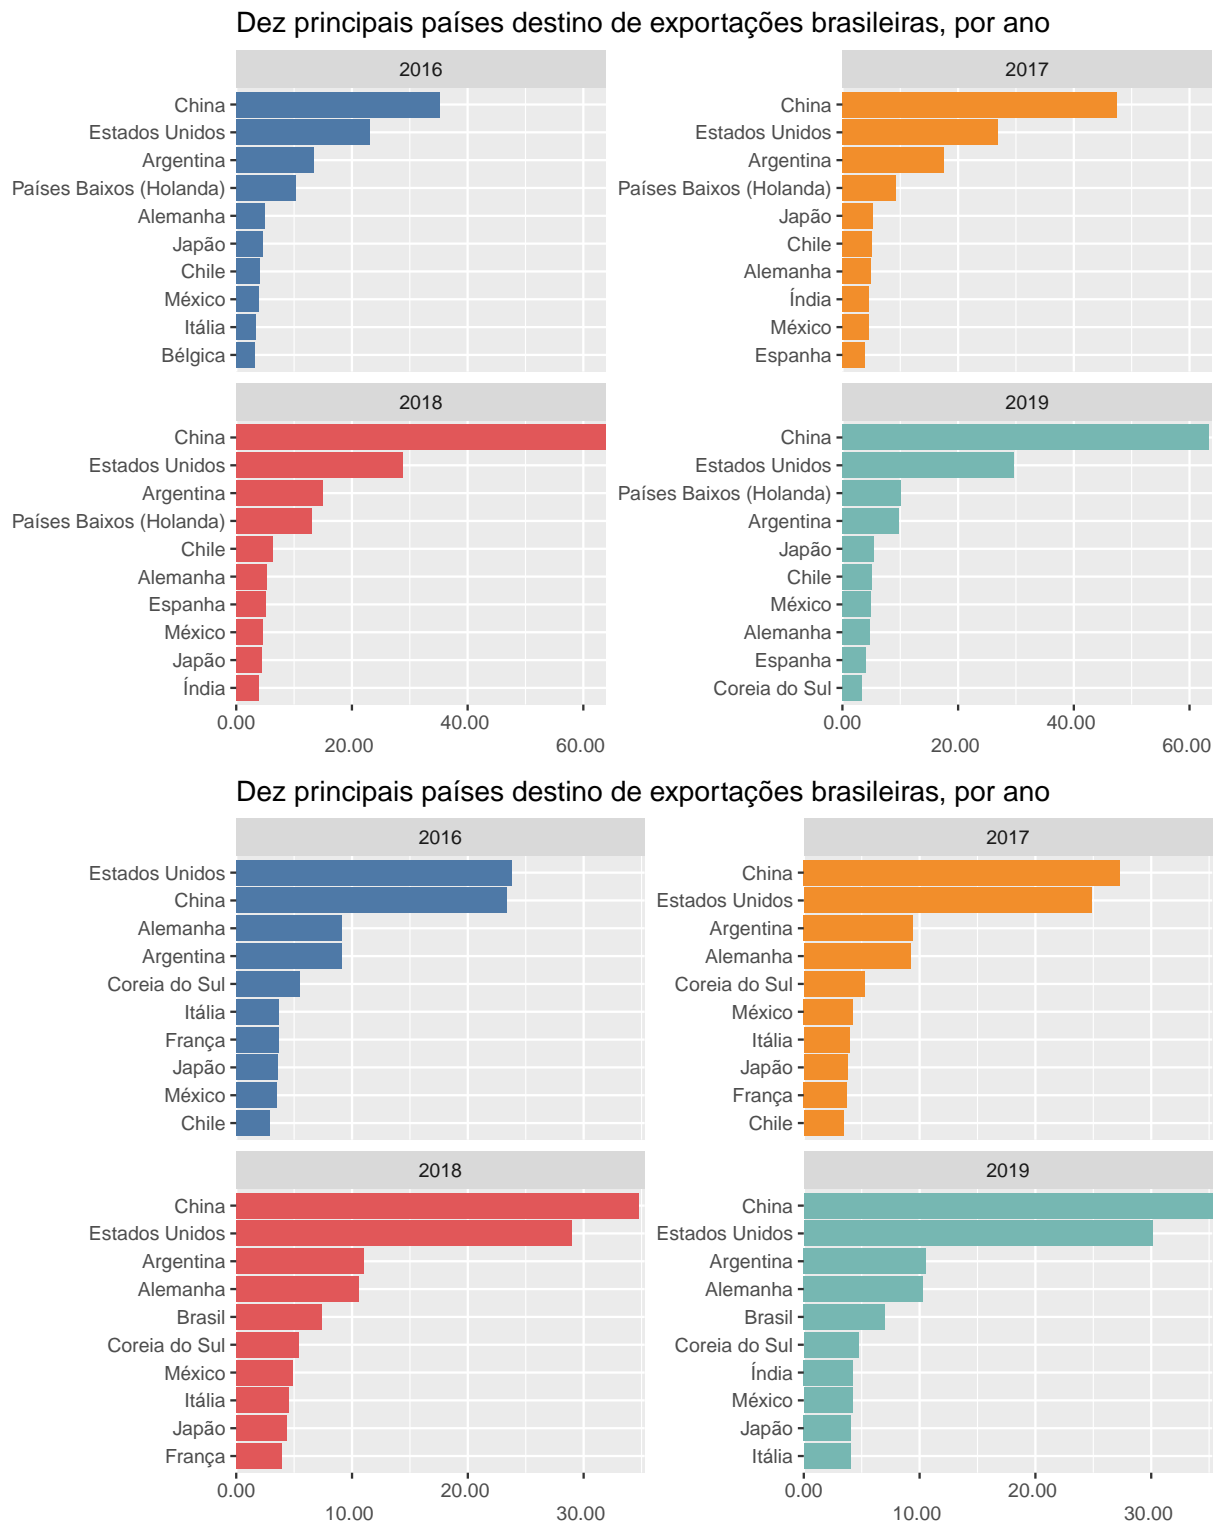 Dez principais países destino de exportações brasileiras, por ano
2016
China
Estados Unidos
Argentina
Países Baixos (Holanda)
Alemanha
Japão
Chile
México
Itália
Bélgica
2017
China
Estados Unidos
Argentina
Países Baixos (Holanda)
Japão
Chile
Alemanha
Índia
México
Espanha
2018
China
Estados Unidos
Argentina
Países Baixos (Holanda)
Chile
Alemanha
Espanha
México
Japão
Índia
0.00
20.00
40.00
60.00
2019
China
Estados Unidos
Países Baixos (Holanda)
Argentina
Japão
Chile
México
Alemanha
Espanha
Coreia do Sul
0.00
20.00
40.00
60.00
Dez principais países destino de exportações brasileiras, por ano
2016
Estados Unidos
China
Alemanha
Argentina
Coreia do Sul
Itália
França
Japão
México
Chile
2017
China
Estados Unidos
Argentina
Alemanha
Coreia do Sul
México
Itália
Japão
França
Chile
2018
China
Estados Unidos
Argentina
Alemanha
Brasil
Coreia do Sul
México
Itália
Japão
França
0.00
10.00
20.00
30.00
2019
China
Estados Unidos
Argentina
Alemanha
Brasil
Coreia do Sul
Índia
México
Japão
Itália
0.00
10.00
20.00
30.00